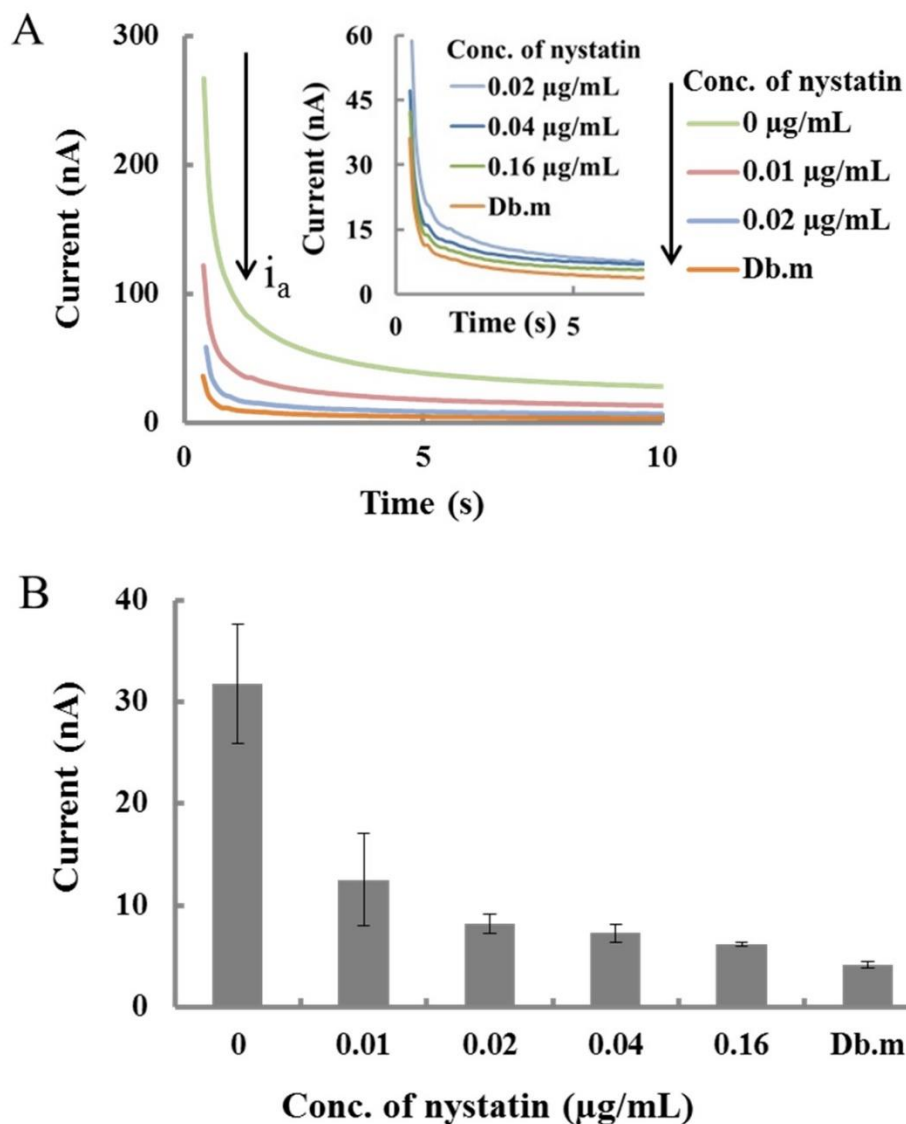 A
300
200
100
0
Current (nA)
0
5
10
Time (s)
i_a
60
45
30
15
0
Current (nA)
0
5
Time (s)
Conc. of nystatin
0.02 µg/mL
0.04 µg/mL
0.16 µg/mL
Db.m
Conc. of nystatin
0 µg/mL
0.01 µg/mL
0.02 µg/mL
Db.m
B
40
30
20
10
0
Current (nA)
0 0.01 0.02 0.04 0.16 Db.m
Conc. of nystatin (µg/mL)